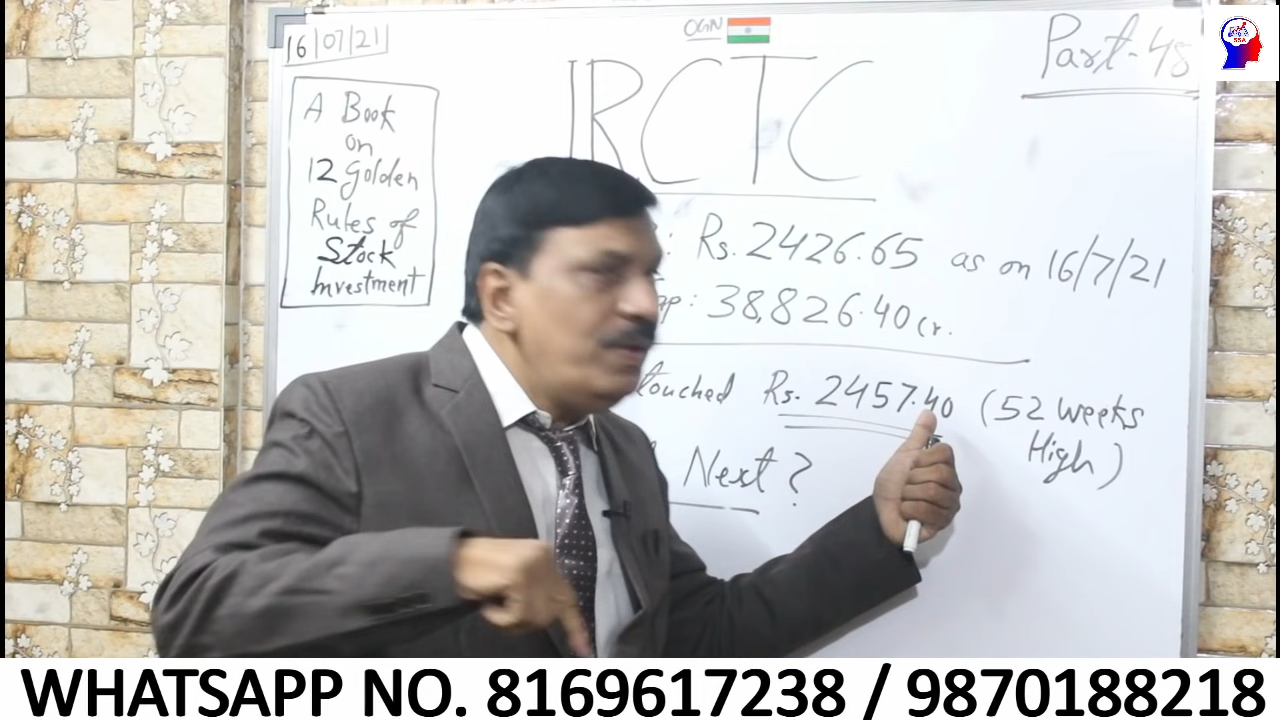 16/07/21
OGN
Part-48
SSA
A Book
on
12 Golden
Rules of
Stock
Investment
IRCTC
: Rs. 2426.65 as on 16/7/21
: 38,826.40 cr.
touched Rs. 2457.40 (52 weeks
High)
Next?
WHATSAPP NO. 8169617238 / 9870188218